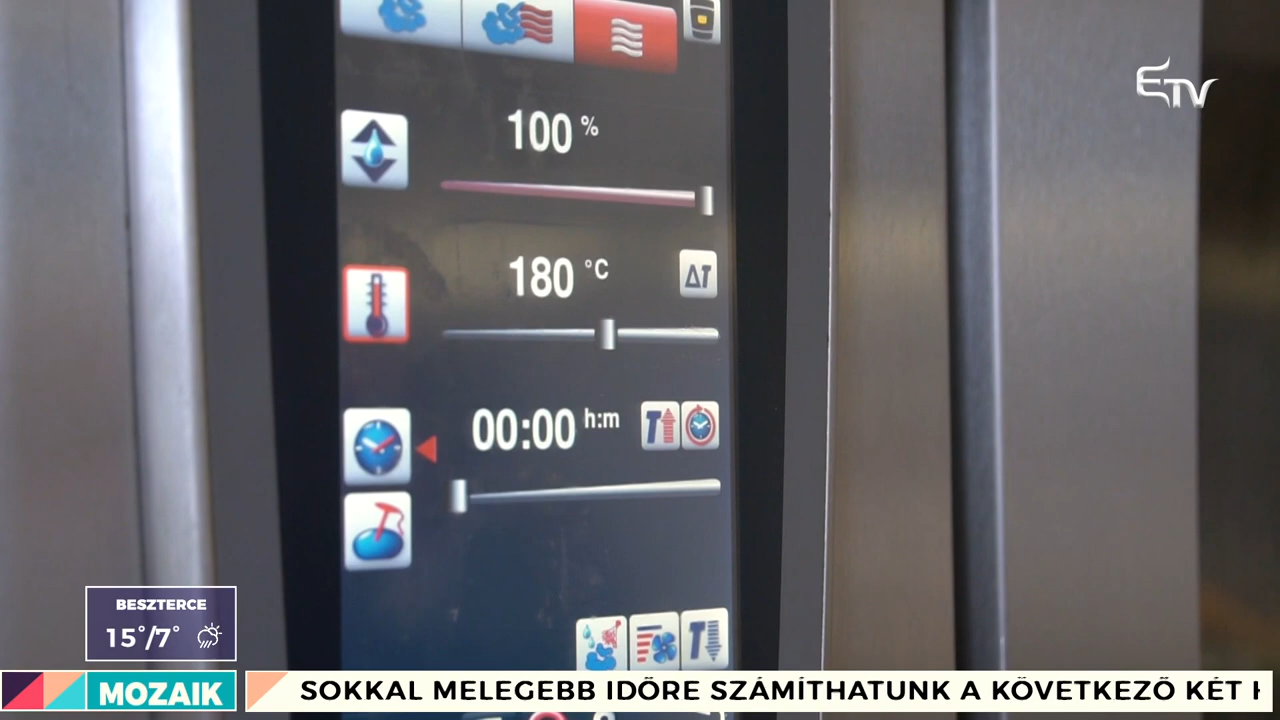 ETV
100 %
180 °C
ΔT
00:00 h:m
T
T
BESZTERCE
15°/7°
MOZAIK
SOKKAL MELEGEBB IDŐRE SZÁMÍTHATUNK A KÖVETKEZŐ KÉT